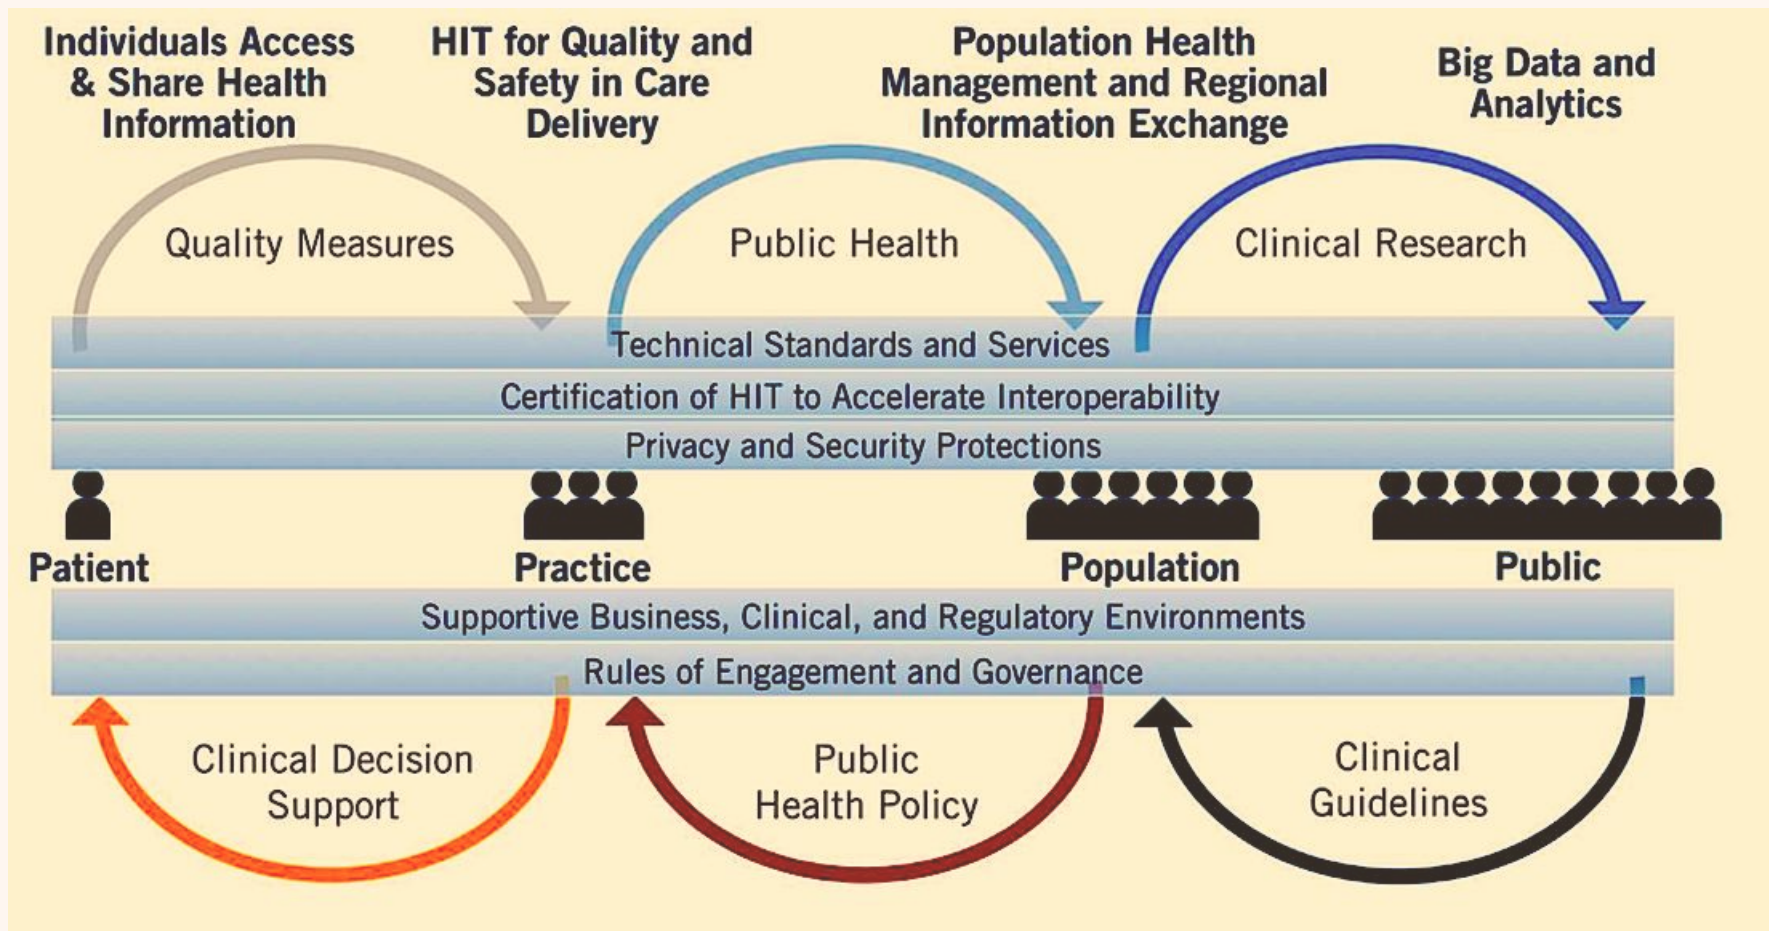 Individuals Access
& Share Health
Information
HIT for Quality and
Safety in Care
Delivery
Population Health
Management and Regional
Information Exchange
Big Data and
Analytics
Quality Measures
Public Health
Clinical Research
Technical Standards and Services
Certification of HIT to Accelerate Interoperability
Privacy and Security Protections
Patient
Practice
Population
Public
Supportive Business, Clinical, and Regulatory Environments
Rules of Engagement and Governance
Clinical Decision
Support
Public
Health Policy
Clinical
Guidelines